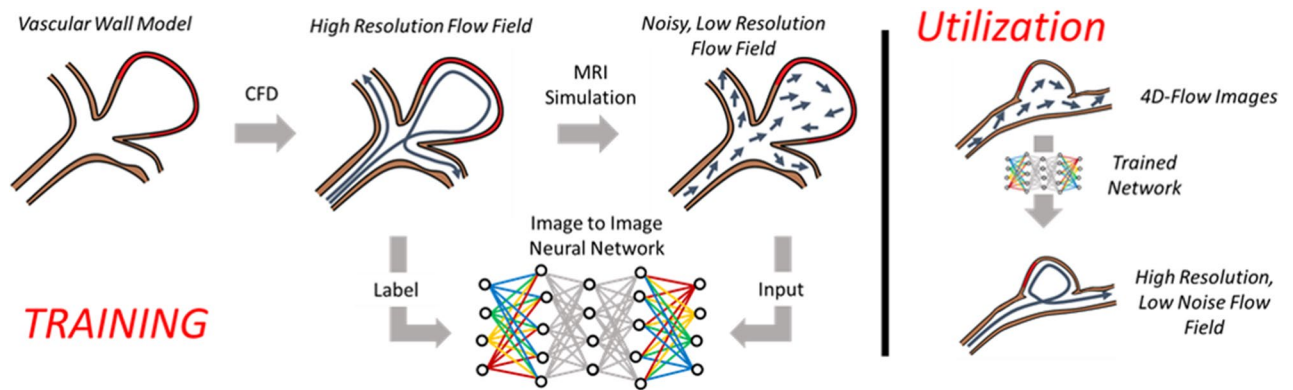 Vascular Wall Model
CFD
High Resolution Flow Field
MRI
Simulation
Noisy, Low Resolution
Flow Field
Image to Image
Neural Network
Label
Input
TRAINING
Utilization
4D-Flow Images
Trained
Network
High Resolution,
Low Noise Flow
Field